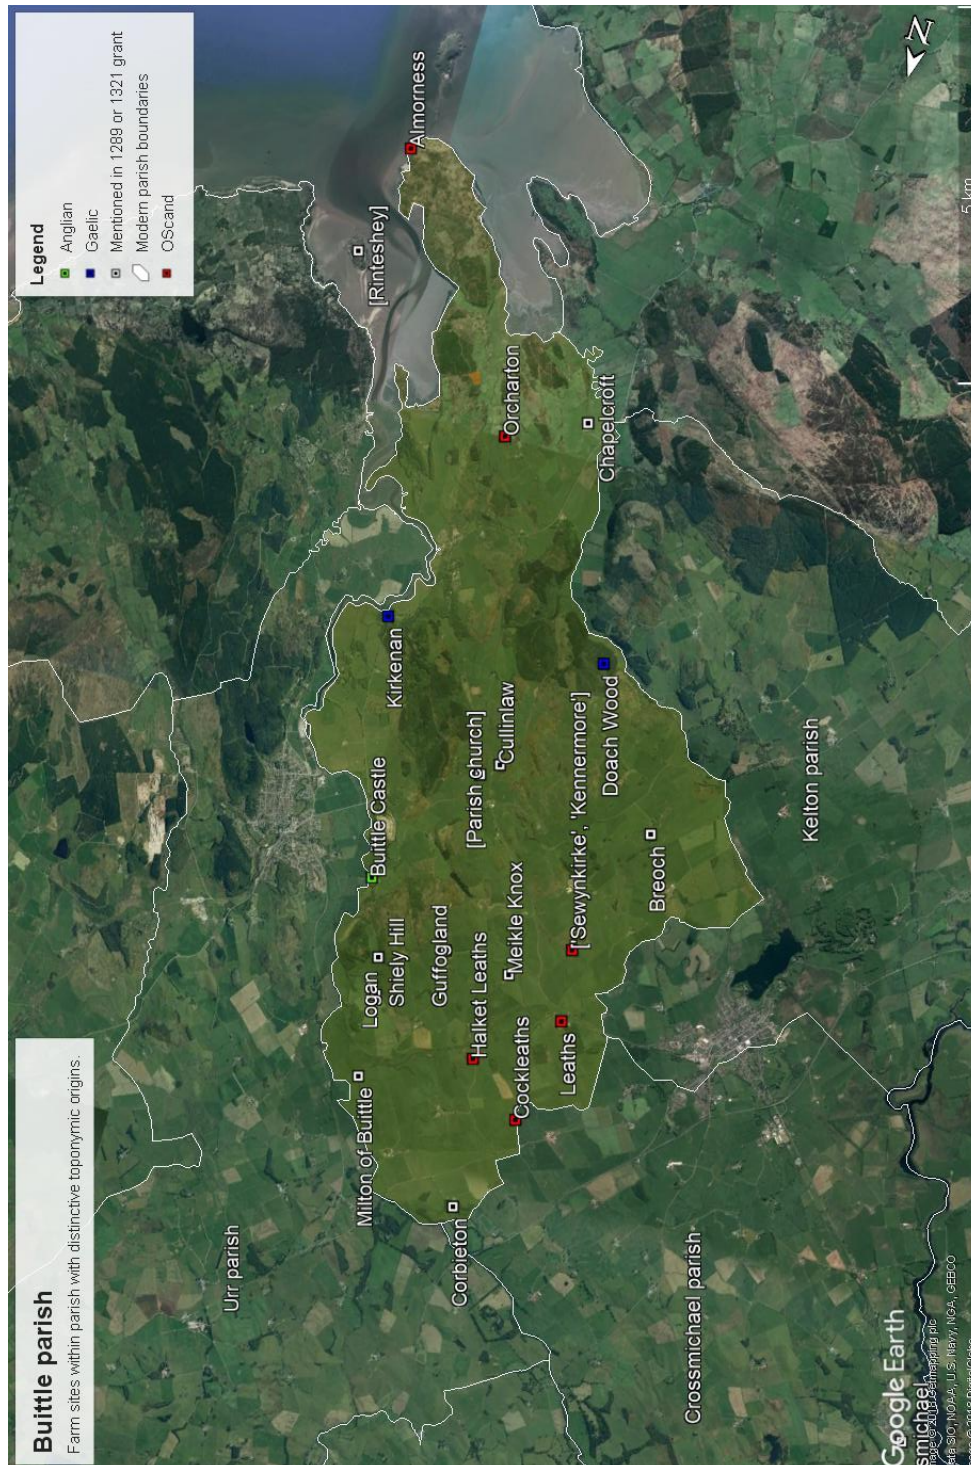 Buittle parish
Farm sites within parish with distinctive toponymic origins.
Legend
Anglian
Gaelic
Mentioned in 1289 or 1321 grant
Modern parish boundaries
OScand
N
Urr parish
Milton of Buittle
Logan
Shiely Hill
Buittle Castle
Kirkenan
[Rinteshey]
Almorness
Guffogland
Corbieton
Halket Leaths
[Parish church]
Cullinlaw
Orcharton
Cockleaths
Meikle Knox
Leaths
['Sewynkirke', 'Kennermore']
Doach Wood
Chapelcroft
Breoch
Kelton parish
Crossmichael parish
Google Earth
smichael
5 km